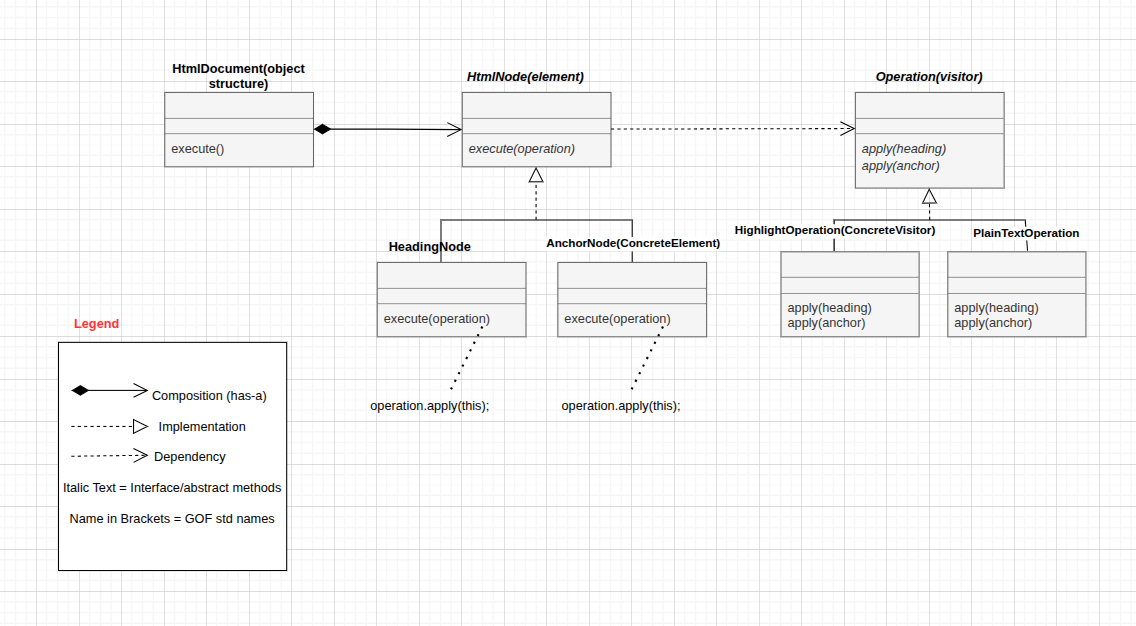 HtmlDocument(object
structure)
execute()
HtmlNode(element)
execute(operation)
Operation(visitor)
apply(heading)
apply(anchor)
HeadingNode
execute(operation)
operation.apply(this);
AnchorNode(ConcreteElement)
execute(operation)
operation.apply(this);
HighlightOperation(ConcreteVisitor)
apply(heading)
apply(anchor)
PlainTextOperation
apply(heading)
apply(anchor)
Legend
Composition (has-a)
Implementation
Dependency
Italic Text = Interface/abstract methods
Name in Brackets = GOF std names